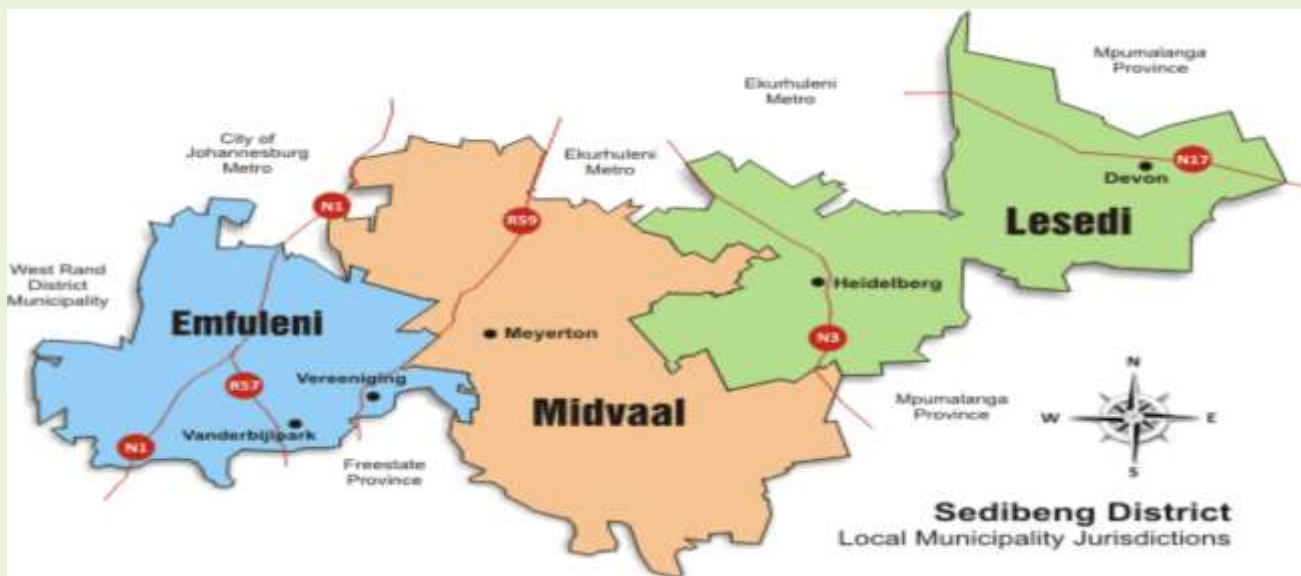 Mpumalanga
Province
Ekurhuleni
Metro
City of
Johannesburg
Metro
Ekurhuleni
Metro
N17
Devon
N1
R59
Lesedi
West Rand
District
Municipality
Heidelberg
Emfuleni
Meyerton
N3
Vereeniging
R57
Midvaal
Mpumalanga
Province
Vanderbijlpark
N1
Freestate
Province
N
W
E
S
Sedibeng District
Local Municipality Jurisdictions